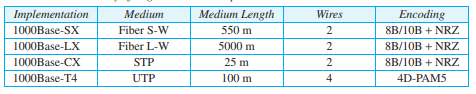 Implementation Medium Medium Length Wires Encoding
1000Base-SX Fiber S-W 550 m 2 8B/10B + NRZ
1000Base-LX Fiber L-W 5000 m 2 8B/10B + NRZ
1000Base-CX STP 25 m 2 8B/10B + NRZ
1000Base-T4 UTP 100 m 4 4D-PAM5